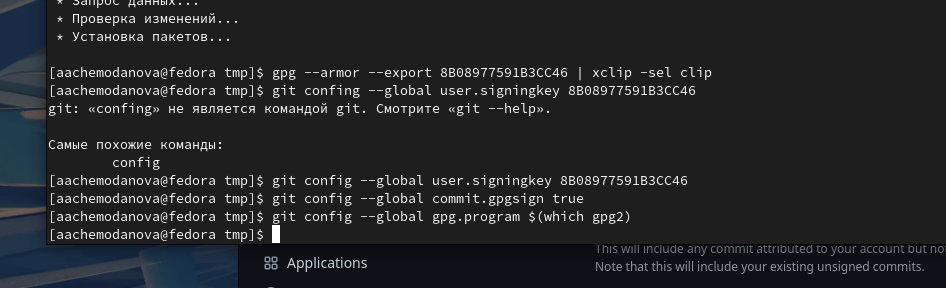 * Запрос данных...
* Проверка изменений...
* Установка пакетов...
[aachemodanova@fedora tmp]$ gpg --armor --export 8B08977591B3CC46 | xclip -sel clip
[aachemodanova@fedora tmp]$ git confing --global user.signingkey 8B08977591B3CC46
git: «confing» не является командой git. Смотрите «git --help».
Самые похожие команды:
config
[aachemodanova@fedora tmp]$ git config --global user.signingkey 8B08977591B3CC46
[aachemodanova@fedora tmp]$ git config --global commit.gpgsign true
[aachemodanova@fedora tmp]$ git config --global gpg.program $(which gpg2)
[aachemodanova@fedora tmp]$
This will include any commit attributed to your account but no
Applications
Note that this will include your existing unsigned commits.